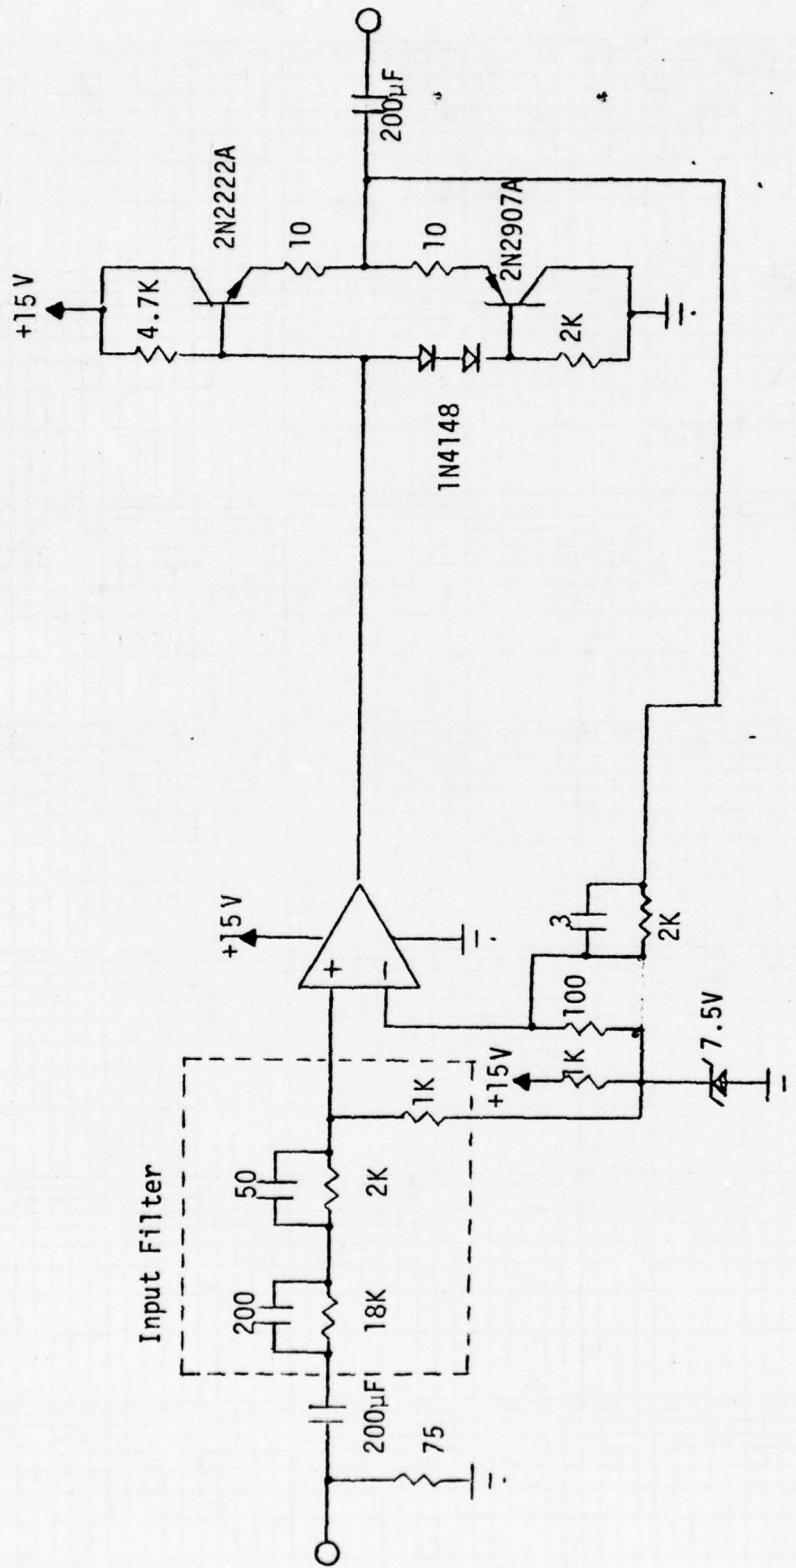 Input Filter
200
50
18K
2K
200µF
75
1K
+15V
1K
100
7.5V
+15V
+
−
3
2K
+15V
4.7K
2N2222A
10
10
2N2907A
1N4148
2K
200µF